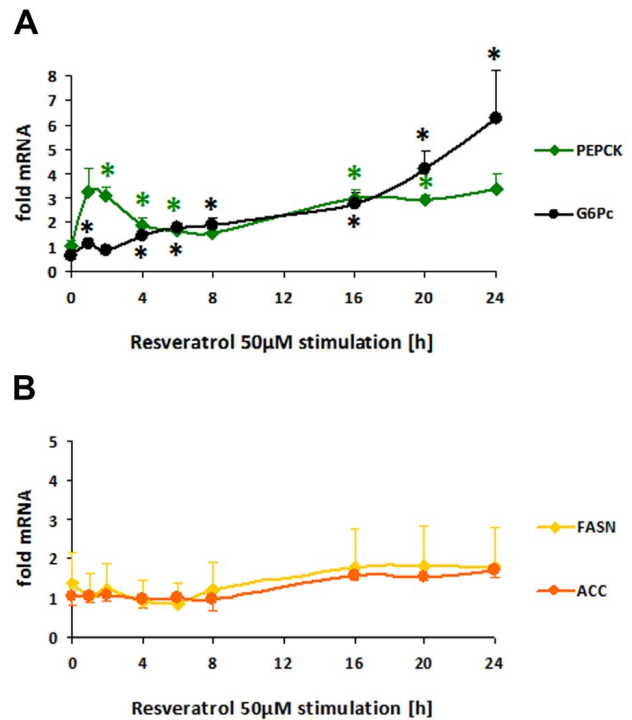 A
8
7
6
5
4
3
2
1
0
fold mRNA
* * * * * * * * * * * * * *
PEPCK
G6Pc
0 4 8 12 16 20 24
Resveratrol 50µM stimulation [h]
B
5
4
3
2
1
0
fold mRNA
FASN
ACC
0 4 8 12 16 20 24
Resveratrol 50µM stimulation [h]